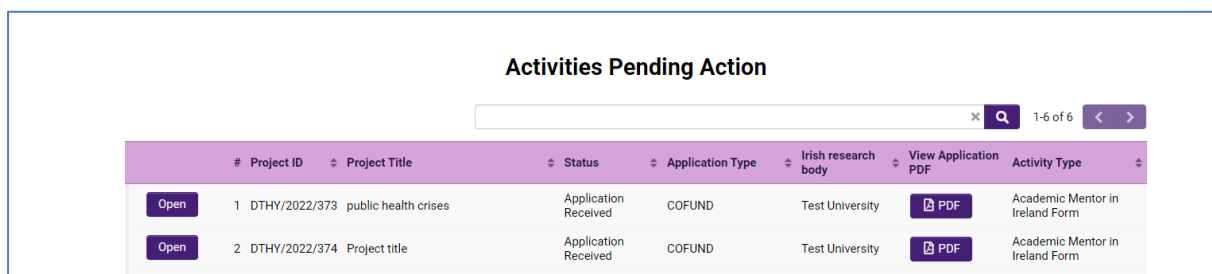 Activities Pending Action
1-6 of 6
# Project ID Project Title Status Application Type Irish research body View Application PDF Activity Type
Open 1 DTHY/2022/373 public health crises Application Received COFUND Test University PDF Academic Mentor in Ireland Form
Open 2 DTHY/2022/374 Project title Application Received COFUND Test University PDF Academic Mentor in Ireland Form